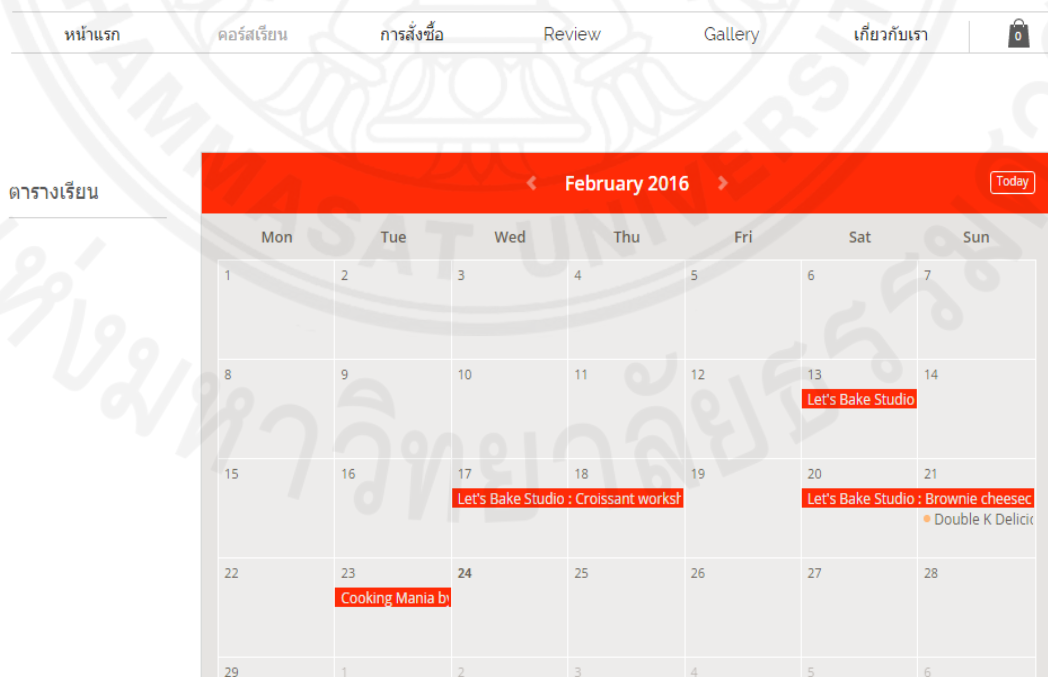 หน้าแรก คอร์สเรียน การสั่งซื้อ Review Gallery เกี่ยวกับเรา 0
ตารางเรียน
February 2016 Today
Mon Tue Wed Thu Fri Sat Sun
1 2 3 4 5 6 7
8 9 10 11 12 13 14
Let's Bake Studio
15 16 17 18 19 20 21
Let's Bake Studio : Croissant Let's Bake Studio : Brownie
Double K
22 23 24 25 26 27 28
Cooking Mania
29 1 2 3 4 5 6
THAMMASAT UNIVERSITY